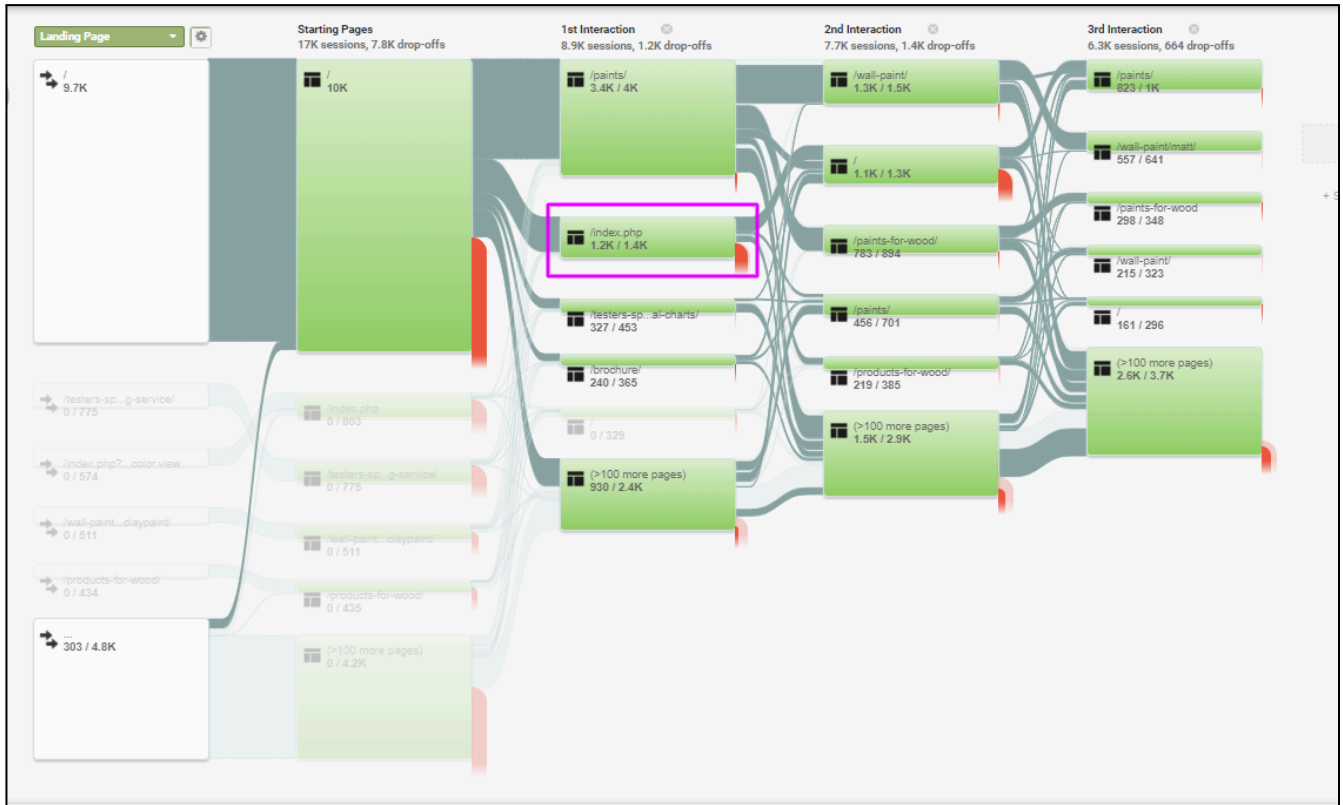 Landing Page
/
9.7K
/testers-sp...g-service/
0 / 775
/index.php?...color.view
0 / 574
/wall-paint...claypaint/
0 / 511
/products-for-wood/
0 / 434
...
303 / 4.8K
Starting Pages
17K sessions, 7.8K drop-offs
/
10K
/index.php
0 / 803
/testers-sp...g-service/
0 / 775
/wall-paint...claypaint/
0 / 511
/products-for-wood/
0 / 435
(>100 more pages)
0 / 4.2K
1st Interaction
8.9K sessions, 1.2K drop-offs
/paints/
3.4K / 4K
/index.php
1.2K / 1.4K
/testers-sp...al-charts/
327 / 453
/brochure/
240 / 365
/
0 / 329
(>100 more pages)
930 / 2.4K
2nd Interaction
7.7K sessions, 1.4K drop-offs
/wall-paint/
1.3K / 1.5K
/
1.1K / 1.3K
/paints-for-wood/
783 / 894
/paints/
456 / 701
/products-for-wood/
219 / 385
(>100 more pages)
1.5K / 2.9K
3rd Interaction
6.3K sessions, 664 drop-offs
/paints/
823 / 1K
/wall-paint/matt/
557 / 641
/paints-for-wood
298 / 348
/wall-paint/
215 / 323
/
161 / 296
(>100 more pages)
2.6K / 3.7K
+ S